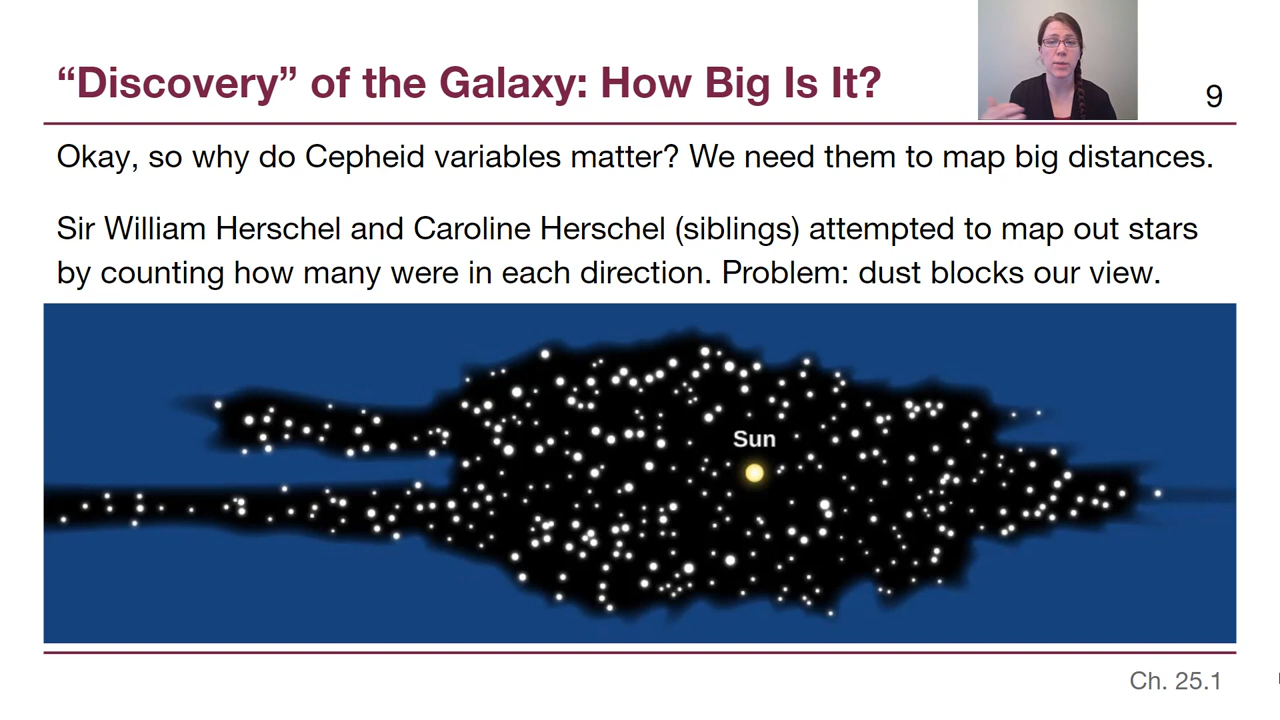 “Discovery” of the Galaxy: How Big Is It?
9
Okay, so why do Cepheid variables matter? We need them to map big distances.
Sir William Herschel and Caroline Herschel (siblings) attempted to map out stars
by counting how many were in each direction. Problem: dust blocks our view.
Sun
Ch. 25.1